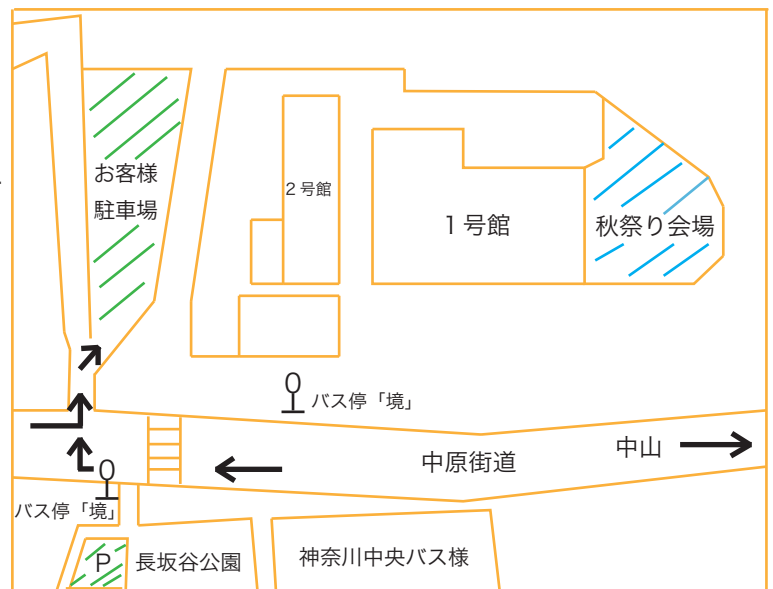 お客様
駐車場
2号館
1号館
秋祭り会場
バス停「境」
中原街道
中山
バス停「境」
P
長坂谷公園
神奈川中央バス様